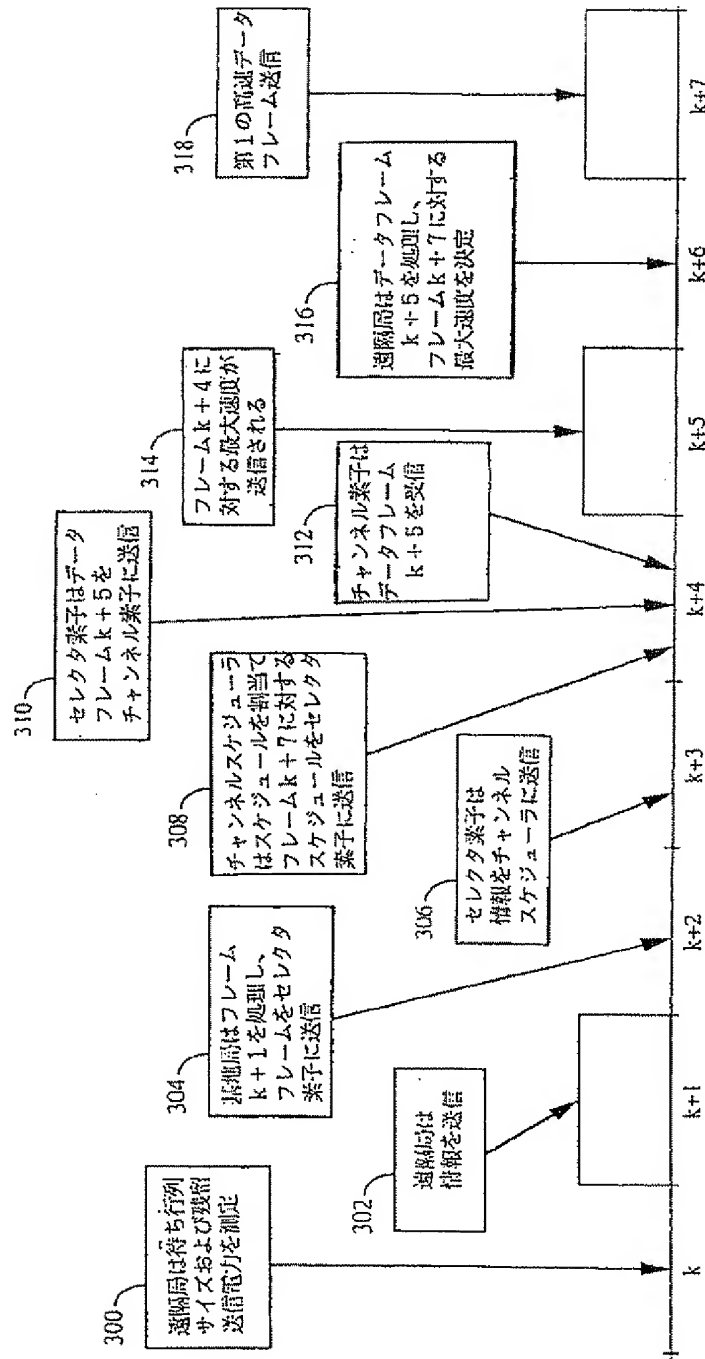 300
遠隔局は待ち行列
サイズおよび残留
送信電力を測定
302
遠隔局は
情報を送信
304
基地局はフレーム
k+1を処理し、
フレームをセレクタ
素子に送信
306
セレクタ素子は
情報をチャンネル
スケジューラに送信
308
チャンネルスケジューラ
はスケジュールを割当て
フレームk+7に対する
スケジュールをセレクタ
素子に送信
310
セレクタ素子はデータ
フレームk+5を
チャンネル素子に送信
312
チャンネル素子は
データフレーム
k+5を受信
314
フレームk+4に
対する最大速度が
送信される
316
遠隔局はデータフレーム
k+5を処理し、
フレームk+7に対する
最大速度を決定
318
第1の高速データ
フレーム送信
k
k+1
k+2
k+3
k+4
k+5
k+6
k+7